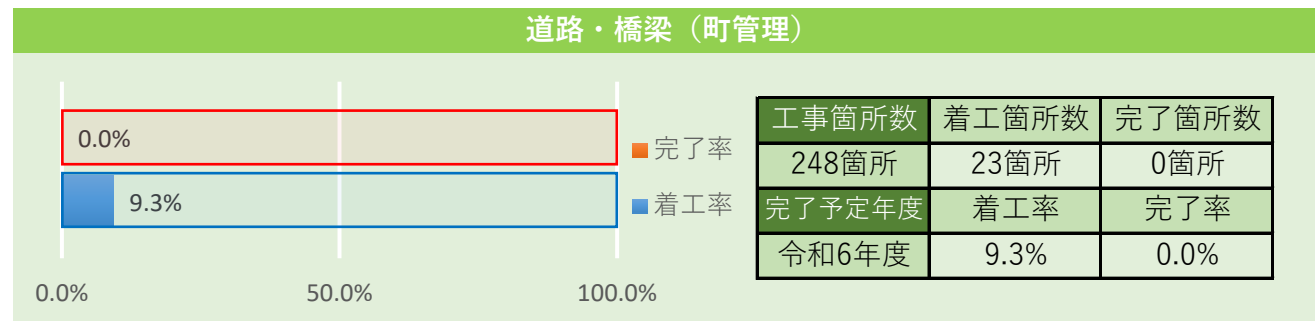 道路・橋梁（町管理）
0.0%
完了率
9.3%
着工率
0.0% 50.0% 100.0%
工事箇所数 着工箇所数 完了箇所数
248箇所 23箇所 0箇所
完了予定年度 着工率 完了率
令和6年度 9.3% 0.0%